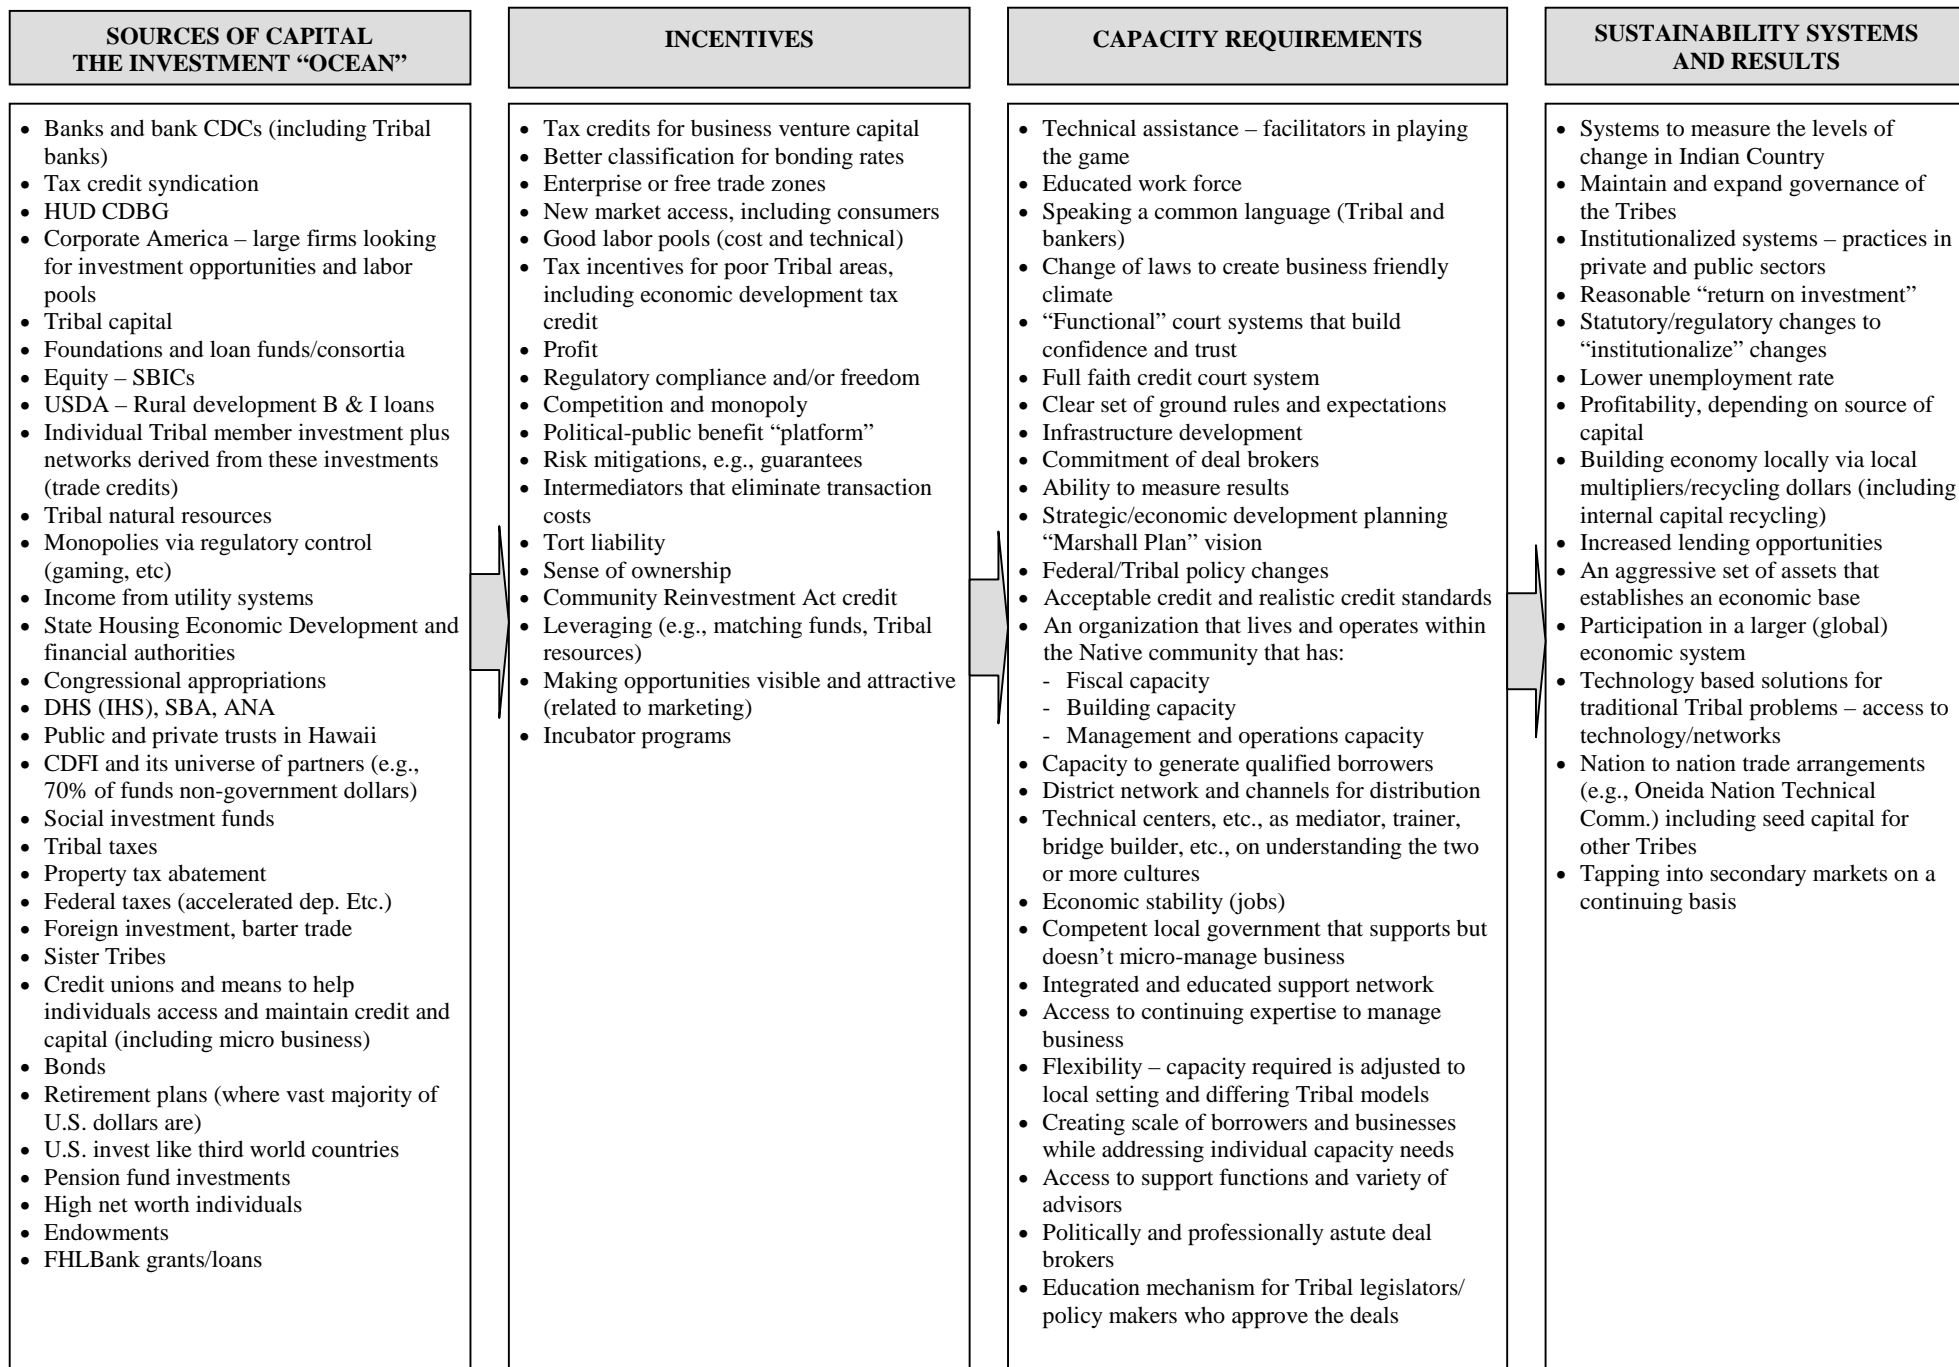 SOURCES OF CAPITAL
THE INVESTMENT “OCEAN”
• Banks and bank CDCs (including Tribal
banks)
• Tax credit syndication
• HUD CDBG
• Corporate America – large firms looking
for investment opportunities and labor
pools
• Tribal capital
• Foundations and loan funds/consortia
• Equity – SBICs
• USDA – Rural development B & I loans
• Individual Tribal member investment plus
networks derived from these investments
(trade credits)
• Tribal natural resources
• Monopolies via regulatory control
(gaming, etc)
• Income from utility systems
• State Housing Economic Development and
financial authorities
• Congressional appropriations
• DHS (IHS), SBA, ANA
• Public and private trusts in Hawaii
• CDFI and its universe of partners (e.g.,
70% of funds non-government dollars)
• Social investment funds
• Tribal taxes
• Property tax abatement
• Federal taxes (accelerated dep. Etc.)
• Foreign investment, barter trade
• Sister Tribes
• Credit unions and means to help
individuals access and maintain credit and
capital (including micro business)
• Bonds
• Retirement plans (where vast majority of
U.S. dollars are)
• U.S. invest like third world countries
• Pension fund investments
• High net worth individuals
• Endowments
• FHLBank grants/loans
INCENTIVES
• Tax credits for business venture capital
• Better classification for bonding rates
• Enterprise or free trade zones
• New market access, including consumers
• Good labor pools (cost and technical)
• Tax incentives for poor Tribal areas,
including economic development tax
credit
• Profit
• Regulatory compliance and/or freedom
• Competition and monopoly
• Political-public benefit “platform”
• Risk mitigations, e.g., guarantees
• Intermediators that eliminate transaction
costs
• Tort liability
• Sense of ownership
• Community Reinvestment Act credit
• Leveraging (e.g., matching funds, Tribal
resources)
• Making opportunities visible and attractive
(related to marketing)
• Incubator programs
CAPACITY REQUIREMENTS
• Technical assistance – facilitators in playing
the game
• Educated work force
• Speaking a common language (Tribal and
bankers)
• Change of laws to create business friendly
climate
• “Functional” court systems that build
confidence and trust
• Full faith credit court system
• Clear set of ground rules and expectations
• Infrastructure development
• Commitment of deal brokers
• Ability to measure results
• Strategic/economic development planning
“Marshall Plan” vision
• Federal/Tribal policy changes
• Acceptable credit and realistic credit standards
• An organization that lives and operates within
the Native community that has:
- Fiscal capacity
- Building capacity
- Management and operations capacity
• Capacity to generate qualified borrowers
• District network and channels for distribution
• Technical centers, etc., as mediator, trainer,
bridge builder, etc., on understanding the two
or more cultures
• Economic stability (jobs)
• Competent local government that supports but
doesn’t micro-manage business
• Integrated and educated support network
• Access to continuing expertise to manage
business
• Flexibility – capacity required is adjusted to
local setting and differing Tribal models
• Creating scale of borrowers and businesses
while addressing individual capacity needs
• Access to support functions and variety of
advisors
• Politically and professionally astute deal
brokers
• Education mechanism for Tribal legislators/
policy makers who approve the deals
SUSTAINABILITY SYSTEMS
AND RESULTS
• Systems to measure the levels of
change in Indian Country
• Maintain and expand governance of
the Tribes
• Institutionalized systems – practices in
private and public sectors
• Reasonable “return on investment”
• Statutory/regulatory changes to
“institutionalize” changes
• Lower unemployment rate
• Profitability, depending on source of
capital
• Building economy locally via local
multipliers/recycling dollars (including
internal capital recycling)
• Increased lending opportunities
• An aggressive set of assets that
establishes an economic base
• Participation in a larger (global)
economic system
• Technology based solutions for
traditional Tribal problems – access to
technology/networks
• Nation to nation trade arrangements
(e.g., Oneida Nation Technical
Comm.) including seed capital for
other Tribes
• Tapping into secondary markets on a
continuing basis